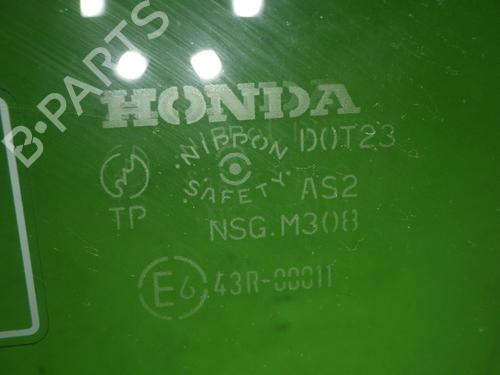 B-PARTS
HONDA
NIPPON SAFETY
DOT23
AS2
TP
NSG.M308
E6 43R-00011